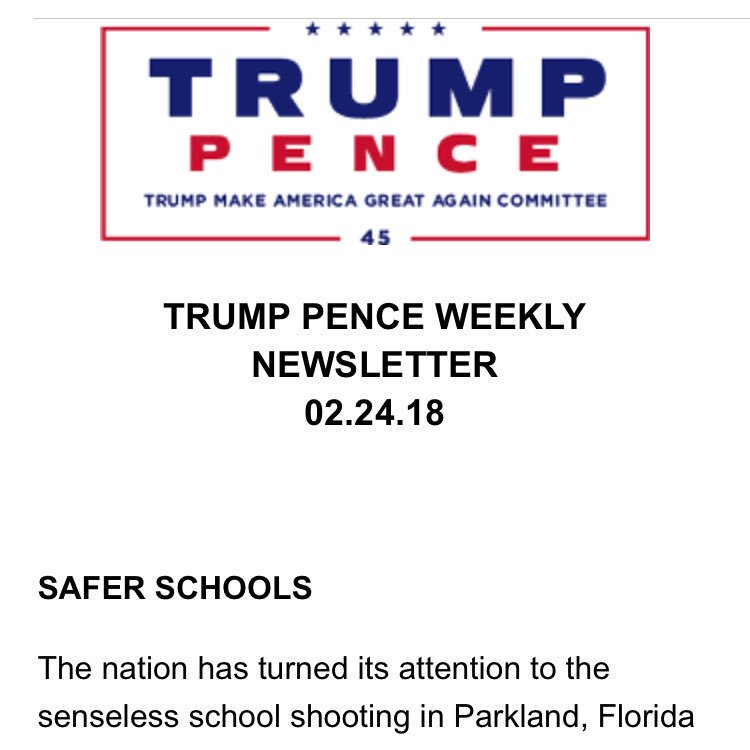 TRUMP
PENCE
TRUMP MAKE AMERICA GREAT AGAIN COMMITTEE
45
TRUMP PENCE WEEKLY
NEWSLETTER
02.24.18
SAFER SCHOOLS
The nation has turned its attention to the
senseless school shooting in Parkland, Florida